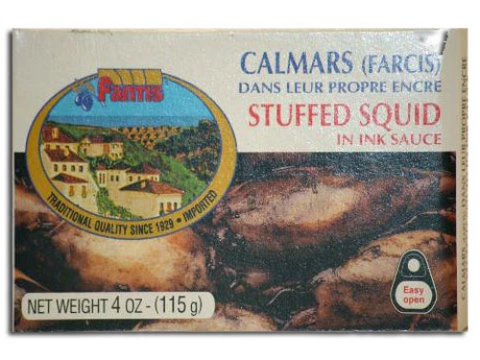 Fantis
CALMARS (FARCIS)
DANS LEUR PROPRE ENCRE
STUFFED SQUID
IN INK SAUCE
TRADITIONAL QUALITY SINCE 1929 • IMPORTED
Easy
open
NET WEIGHT 4 OZ - (115 g)